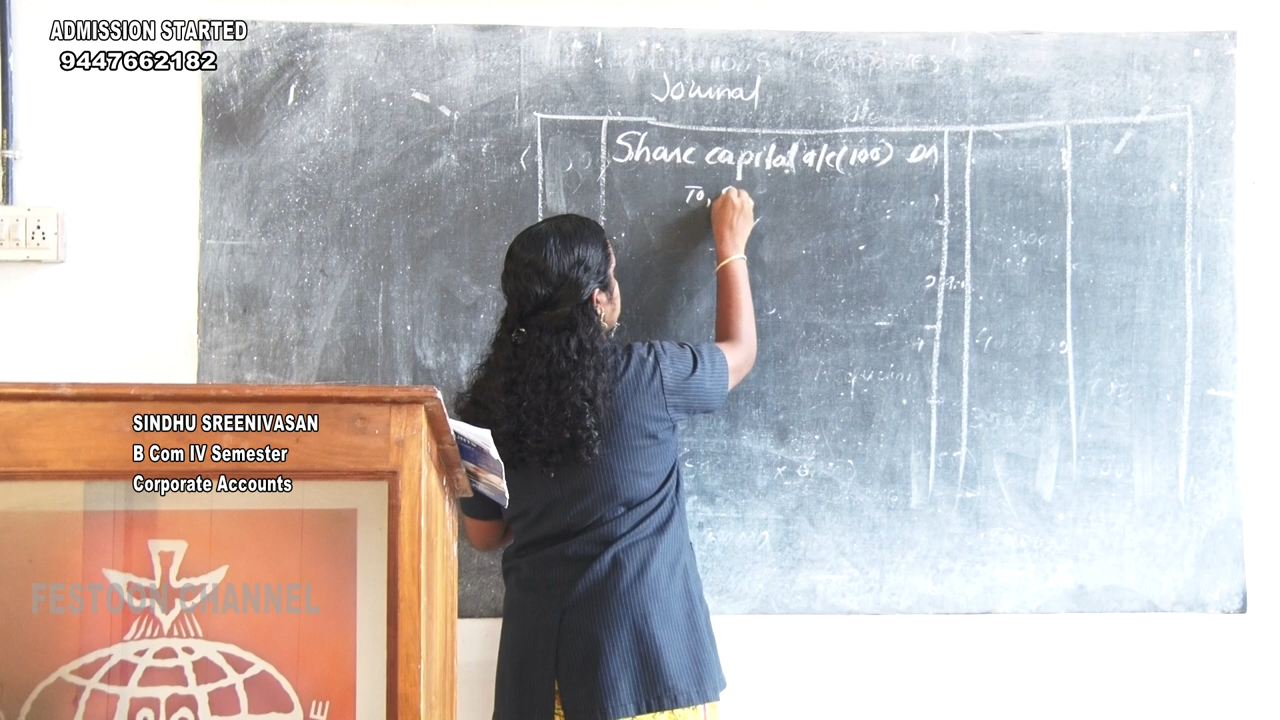 ADMISSION STARTED
9447662182
Journal
Share capital a/c (100) Dr
To,
SINDHU SREENIVASAN
B Com IV Semester
Corporate Accounts
FESTOON CHANNEL